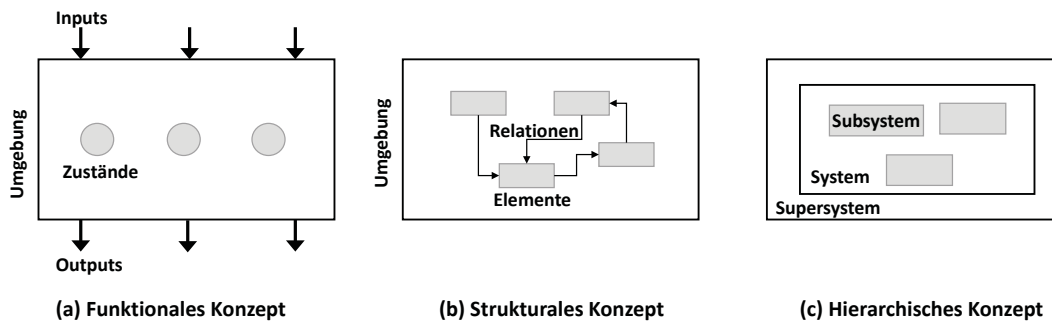 Inputs
Umgebung
Zustände
Outputs
(a) Funktionales Konzept
Umgebung
Relationen
Elemente
(b) Strukturales Konzept
Subsystem
System
Supersystem
(c) Hierarchisches Konzept